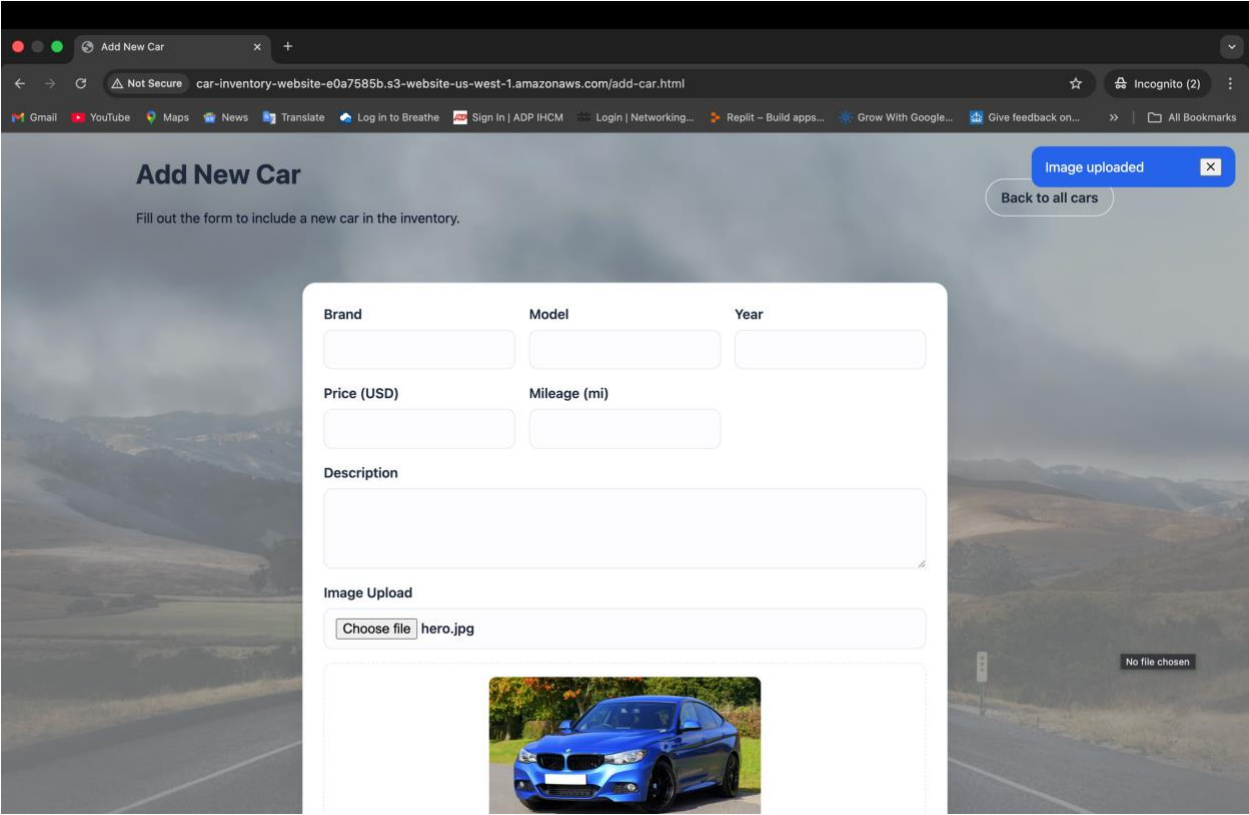 Add New Car
Not Secure car-inventory-website-e0a7585b.s3-website-us-west-1.amazonaws.com/add-car.html Incognito (2)
Gmail YouTube Maps News Translate Log in to Breathe Sign In | ADP IHCM Login | Networking... Replit – Build apps... Grow With Google... Give feedback on... All Bookmarks
Add New Car
Image uploaded
Back to all cars
Fill out the form to include a new car in the inventory.
Brand Model Year
Price (USD) Mileage (mi)
Description
Image Upload
Choose file hero.jpg
No file chosen